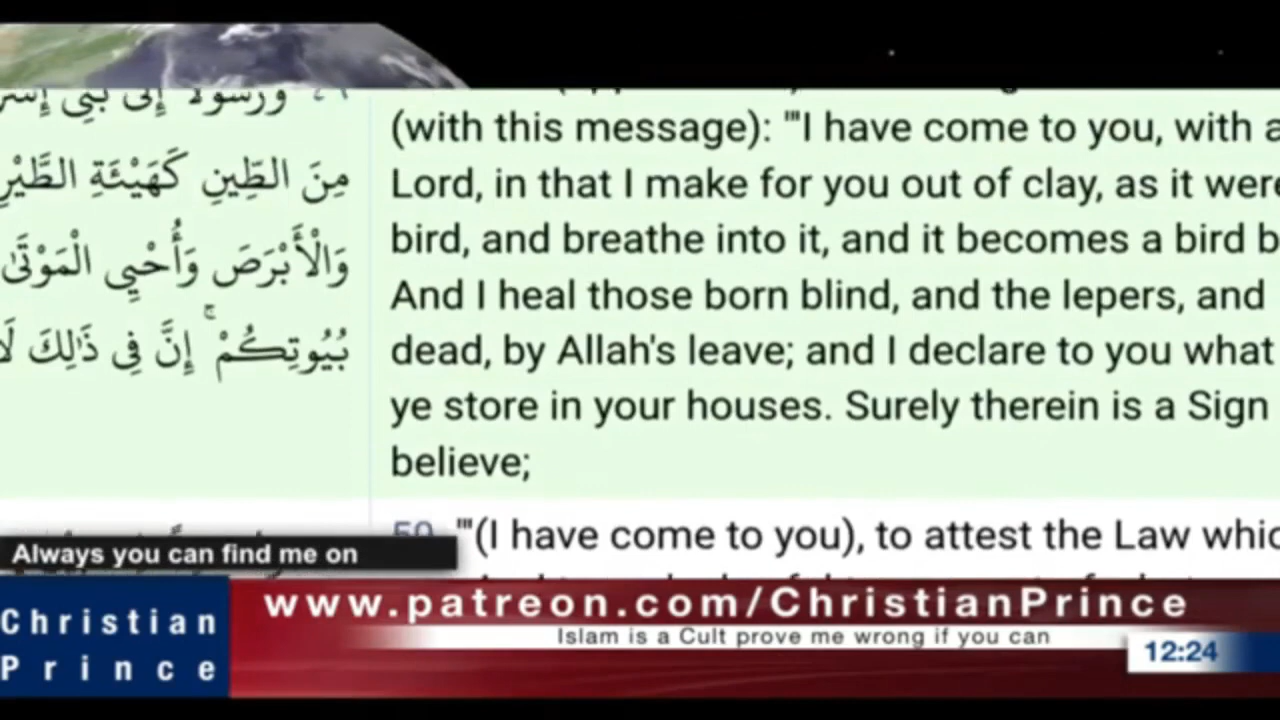 ورسولا إلى بني إسر
مِنَ الطِّينِ كَهَيْئَةِ الطَّيْرِ
وَالْأَبْرَصَ وَأُحْيِي الْمَوْتَىٰ
بُيُوتِكُمْ ۚ إِنَّ فِي ذَٰلِكَ لَ
(with this message): "'I have come to you, with a
Lord, in that I make for you out of clay, as it were
bird, and breathe into it, and it becomes a bird b
And I heal those born blind, and the lepers, and
dead, by Allah's leave; and I declare to you what
ye store in your houses. Surely therein is a Sign
believe;
50 "'(I have come to you), to attest the Law whic
Always you can find me on
Christian
Prince
www.patreon.com/ChristianPrince
Islam is a Cult prove me wrong if you can
12:24